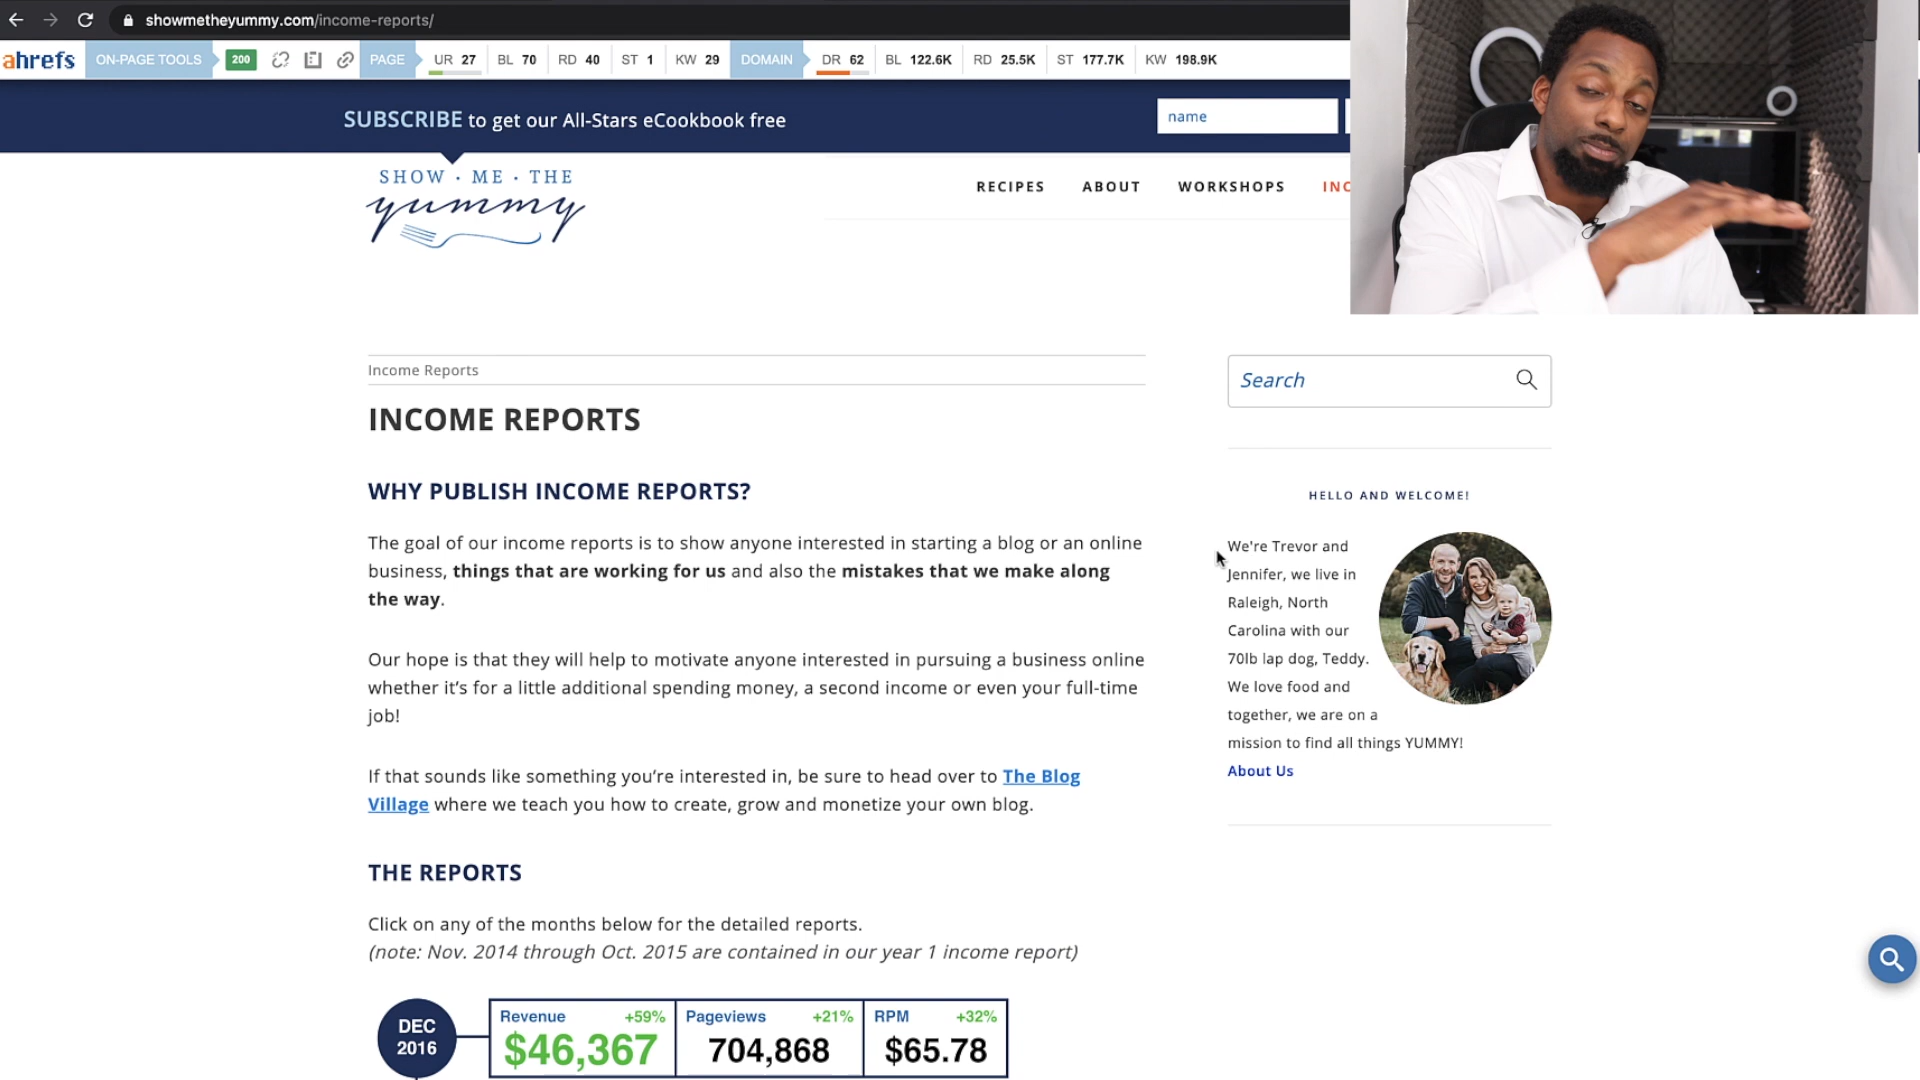 showmetheyummy.com/income-reports/
ahrefs ON-PAGE TOOLS 200 PAGE UR 27 BL 70 RD 40 ST 1 KW 29 DOMAIN DR 62 BL 122.6K RD 25.5K ST 177.7K KW 198.9K
SUBSCRIBE to get our All-Stars eCookbook free
name
SHOW · ME · THE
yummy
RECIPES ABOUT WORKSHOPS INC
Income Reports
Search
INCOME REPORTS
WHY PUBLISH INCOME REPORTS?
The goal of our income reports is to show anyone interested in starting a blog or an online
business, things that are working for us and also the mistakes that we make along
the way.
Our hope is that they will help to motivate anyone interested in pursuing a business online
whether it's for a little additional spending money, a second income or even your full-time
job!
If that sounds like something you're interested in, be sure to head over to The Blog
Village where we teach you how to create, grow and monetize your own blog.
THE REPORTS
Click on any of the months below for the detailed reports.
(note: Nov. 2014 through Oct. 2015 are contained in our year 1 income report)
DEC
2016
Revenue +59% Pageviews +21% RPM +32%
$46,367 704,868 $65.78
HELLO AND WELCOME!
We're Trevor and
Jennifer, we live in
Raleigh, North
Carolina with our
70lb lap dog, Teddy.
We love food and
together, we are on a
mission to find all things YUMMY!
About Us